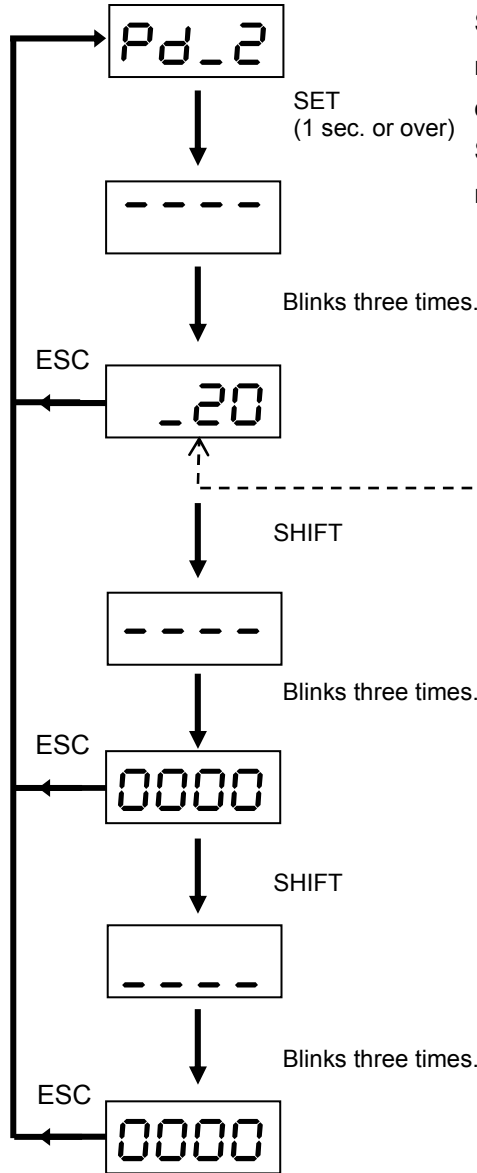 Pd_2
SET
(1 sec. or over)
----
Blinks three times.
ESC
_20
SHIFT
----
Blinks three times.
ESC
0000
SHIFT
____
Blinks three times.
ESC
0000